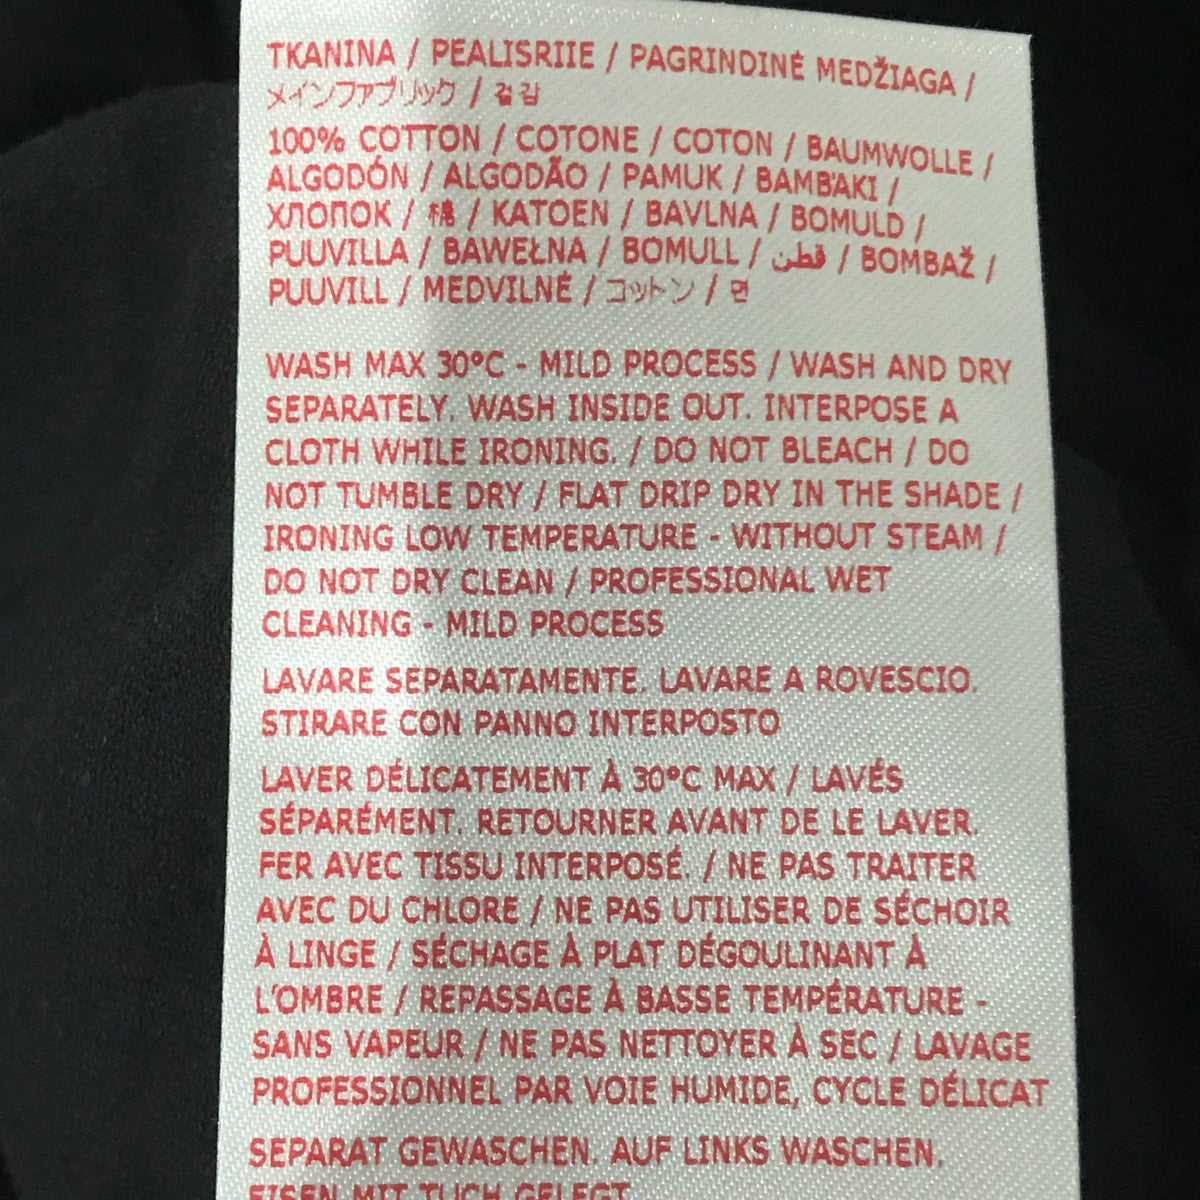 TKANINA / PEALISRIIE / PAGRINDINĖ MEDŽIAGA /
メインファブリック / 겉감
100% COTTON / COTONE / COTON / BAUMWOLLE /
ALGODÓN / ALGODÃO / PAMUK / BAMBAKI /
ХЛОПОК / 棉 / KATOEN / BAVLNA / BOMULD /
PUUVILLA / BAWEŁNA / BOMULL / قطن / BOMBAŽ /
PUUVILL / MEDVILNĖ / コットン / 면
WASH MAX 30°C - MILD PROCESS / WASH AND DRY
SEPARATELY. WASH INSIDE OUT. INTERPOSE A
CLOTH WHILE IRONING. / DO NOT BLEACH / DO
NOT TUMBLE DRY / FLAT DRIP DRY IN THE SHADE /
IRONING LOW TEMPERATURE - WITHOUT STEAM /
DO NOT DRY CLEAN / PROFESSIONAL WET
CLEANING - MILD PROCESS
LAVARE SEPARATAMENTE. LAVARE A ROVESCIO.
STIRARE CON PANNO INTERPOSTO
LAVER DÉLICATEMENT À 30°C MAX / LAVÉS
SÉPARÉMENT. RETOURNER AVANT DE LE LAVER.
FER AVEC TISSU INTERPOSÉ. / NE PAS TRAITER
AVEC DU CHLORE / NE PAS UTILISER DE SÉCHOIR
À LINGE / SÉCHAGE À PLAT DÉGOULINANT À
L'OMBRE / REPASSAGE À BASSE TEMPÉRATURE -
SANS VAPEUR / NE PAS NETTOYER À SEC / LAVAGE
PROFESSIONNEL PAR VOIE HUMIDE, CYCLE DÉLICAT
SEPARAT GEWASCHEN. AUF LINKS WASCHEN.
EISEN MIT TUCH GELEGT